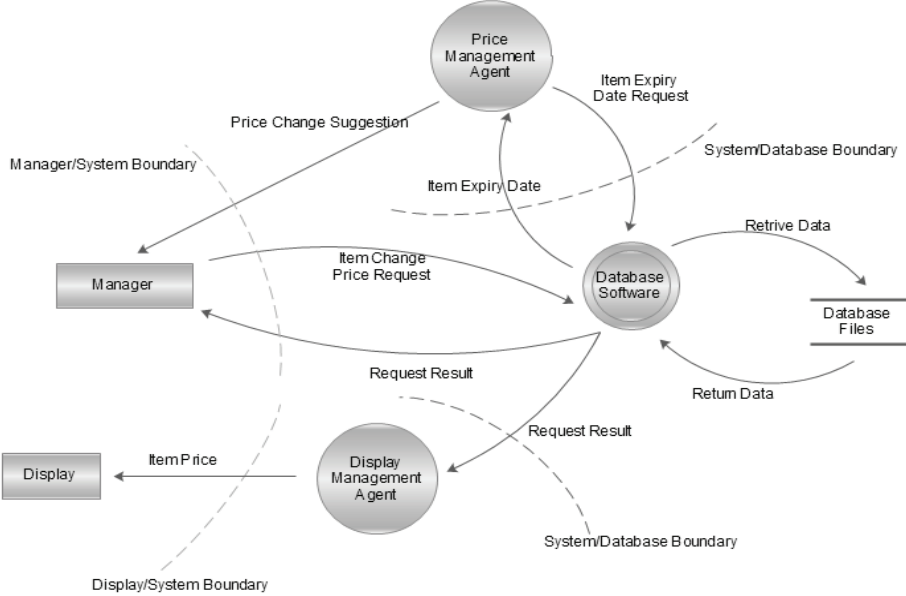 Price
Management
Agent
Item Expiry
Date Request
Price Change Suggestion
System/Database Boundary
Manager/System Boundary
Item Expiry Date
Retrive Data
Item Change
Price Request
Manager
Database
Software
Database
Files
Request Result
Return Data
Request Result
Item Price
Display
Display
Management
Agent
System/Database Boundary
Display/System Boundary